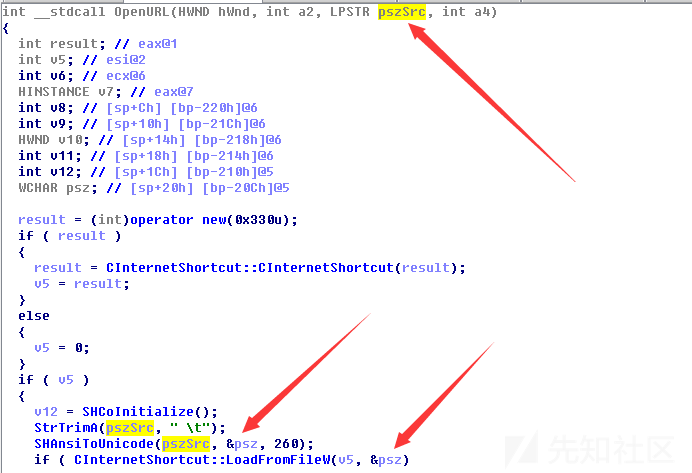 int __stdcall OpenURL(HWND hWnd, int a2, LPSTR pszSrc, int a4)
{
  int result; // eax@1
  int v5; // esi@2
  int v6; // ecx@6
  HINSTANCE v7; // eax@7
  int v8; // [sp+Ch] [bp-220h]@6
  int v9; // [sp+10h] [bp-21Ch]@6
  HWND v10; // [sp+14h] [bp-218h]@6
  int v11; // [sp+18h] [bp-214h]@6
  int v12; // [sp+1Ch] [bp-210h]@5
  WCHAR psz; // [sp+20h] [bp-20Ch]@5

  result = (int)operator new(0x330u);
  if ( result )
  {
    result = CInternetShortcut::CInternetShortcut(result);
    v5 = result;
  }
  else
  {
    v5 = 0;
  }
  if ( v5 )
  {
    v12 = SHCoInitialize();
    StrTrimA(pszSrc, " \t");
    SHAnsiToUnicode(pszSrc, &psz, 260);
    if ( CInternetShortcut::LoadFromFileW(v5, &psz)
先知社区